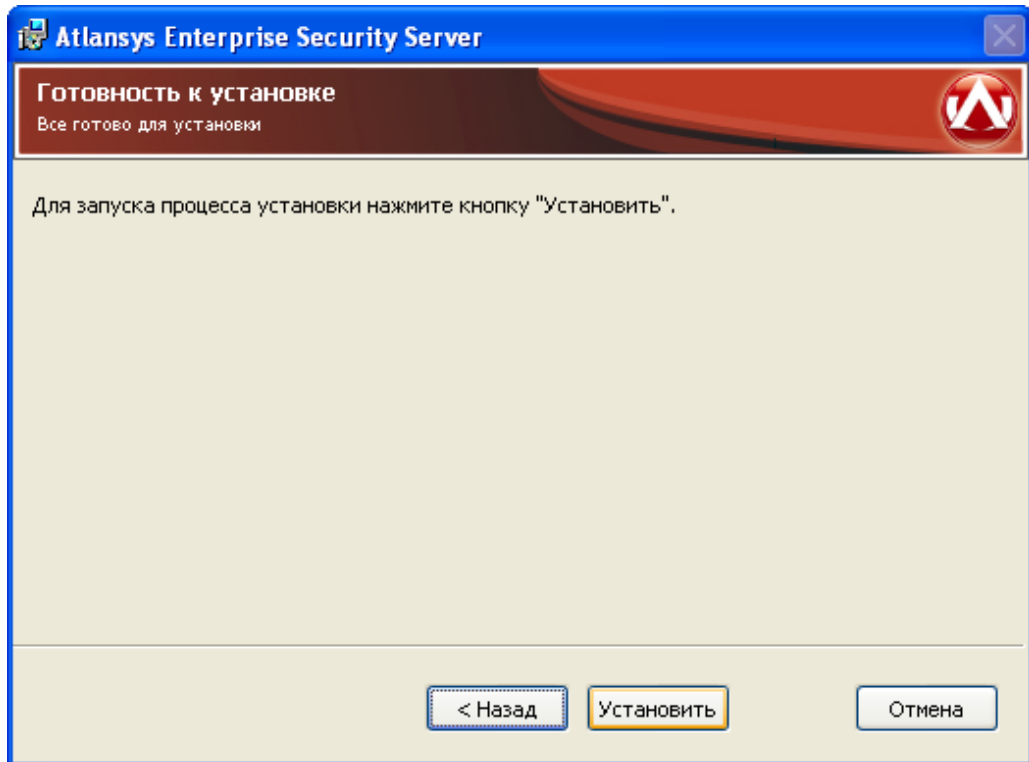 Atlansys Enterprise Security Server
Готовность к установке
Все готово для установки
Для запуска процесса установки нажмите кнопку "Установить".
< Назад
Установить
Отмена